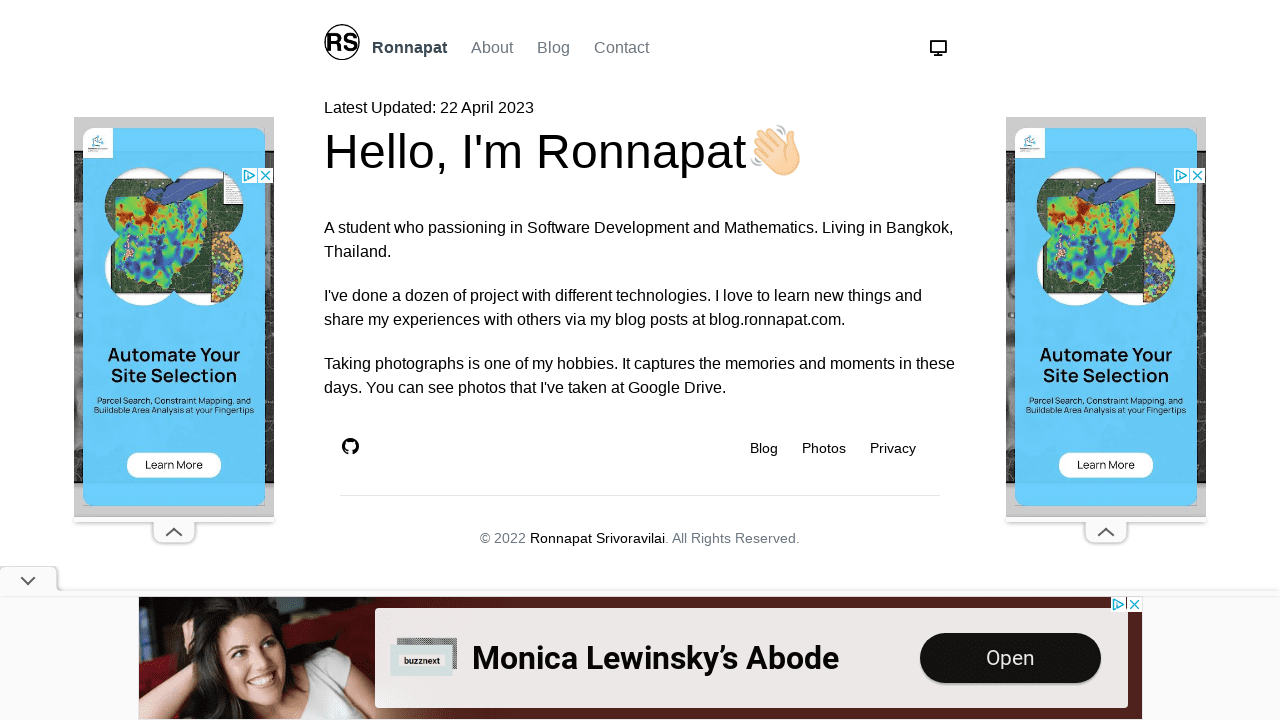 RS
Ronnapat
About
Blog
Contact
Latest Updated: 22 April 2023
Hello, I'm Ronnapat👋🏻
A student who passioning in Software Development and Mathematics. Living in Bangkok,
Thailand.
I've done a dozen of project with different technologies. I love to learn new things and
share my experiences with others via my blog posts at blog.ronnapat.com.
Taking photographs is one of my hobbies. It captures the memories and moments in these
days. You can see photos that I've taken at Google Drive.
Blog
Photos
Privacy
© 2022 Ronnapat Srivoravilai. All Rights Reserved.
Automate Your
Site Selection
Parcel Search, Constraint Mapping, and
Buildable Area Analysis at your Fingertips
Learn More
Automate Your
Site Selection
Parcel Search, Constraint Mapping, and
Buildable Area Analysis at your Fingertips
Learn More
buzznext
Monica Lewinsky's Abode
Open